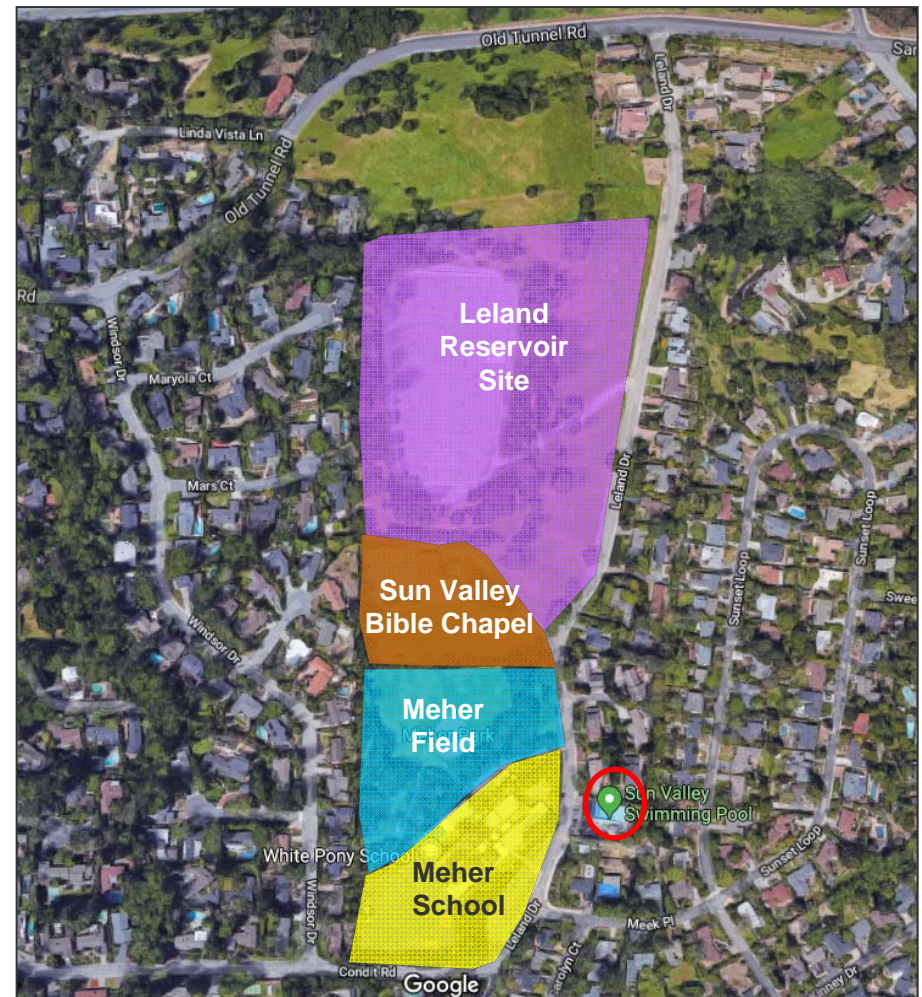 Old Tunnel Rd
Leland Dr
Linda Vista Ln
Old Tunnel Rd
Rd
Leland
Reservoir
Site
Windsor Dr
Maryola Ct
Mars Ct
Leland Dr
Sunset Loop
Sunset Loop
Sun Valley
Bible Chapel
Windsor Dr
Meher
Field
Sun Valley
Swimming Pool
White Pony School
Meher
School
Sunset Loop
Windsor Dr
Leland Dr
Meek Pl
Condit Rd
Carolyn Ct
Google